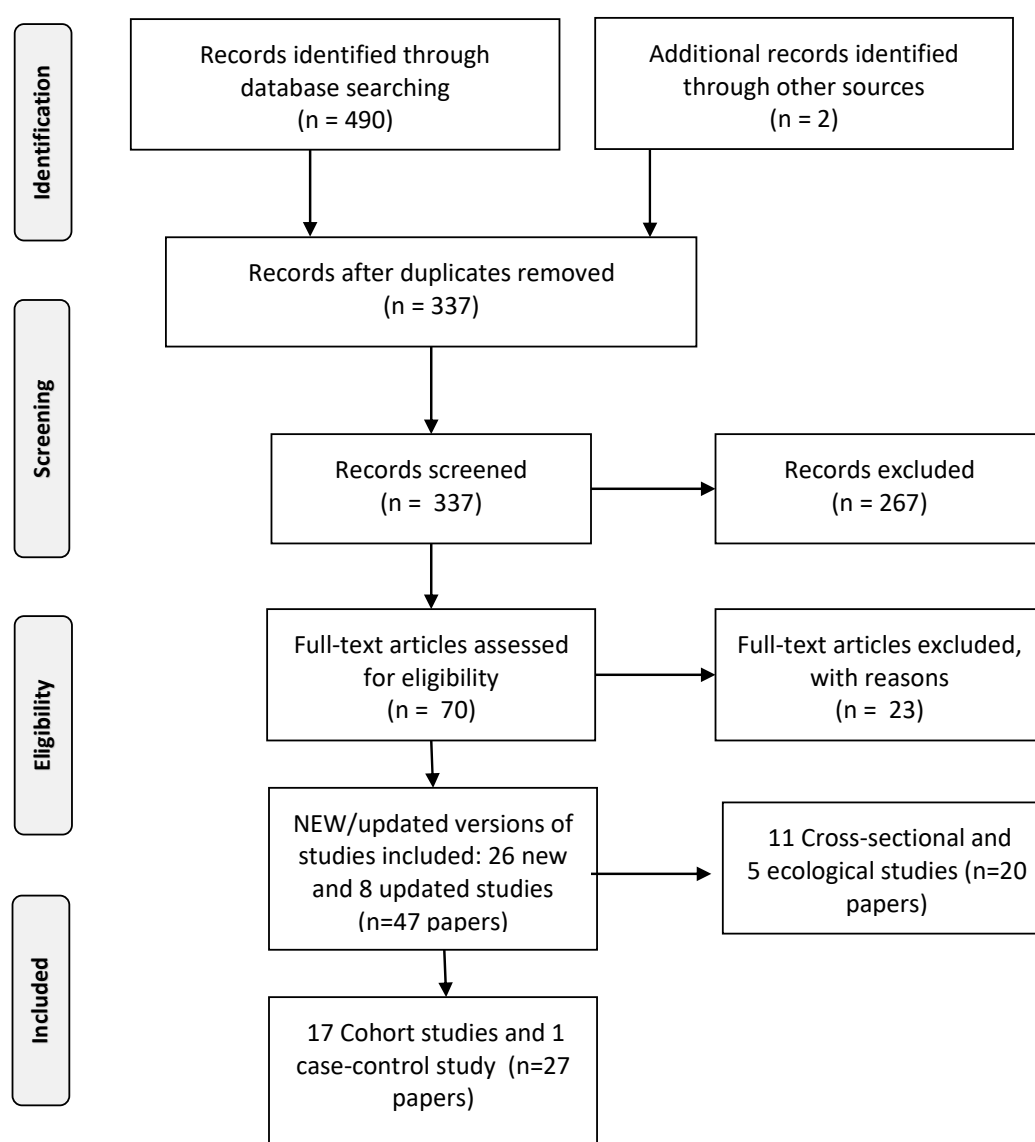 Identification
Records identified through
database searching
(n = 490)
Additional records identified
through other sources
(n = 2)
Records after duplicates removed
(n = 337)
Screening
Records screened
(n = 337)
Records excluded
(n = 267)
Eligibility
Full-text articles assessed
for eligibility
(n = 70)
Full-text articles excluded,
with reasons
(n = 23)
NEW/updated versions of
studies included: 26 new
and 8 updated studies
(n=47 papers)
11 Cross-sectional and
5 ecological studies (n=20
papers)
Included
17 Cohort studies and 1
case-control study (n=27
papers)